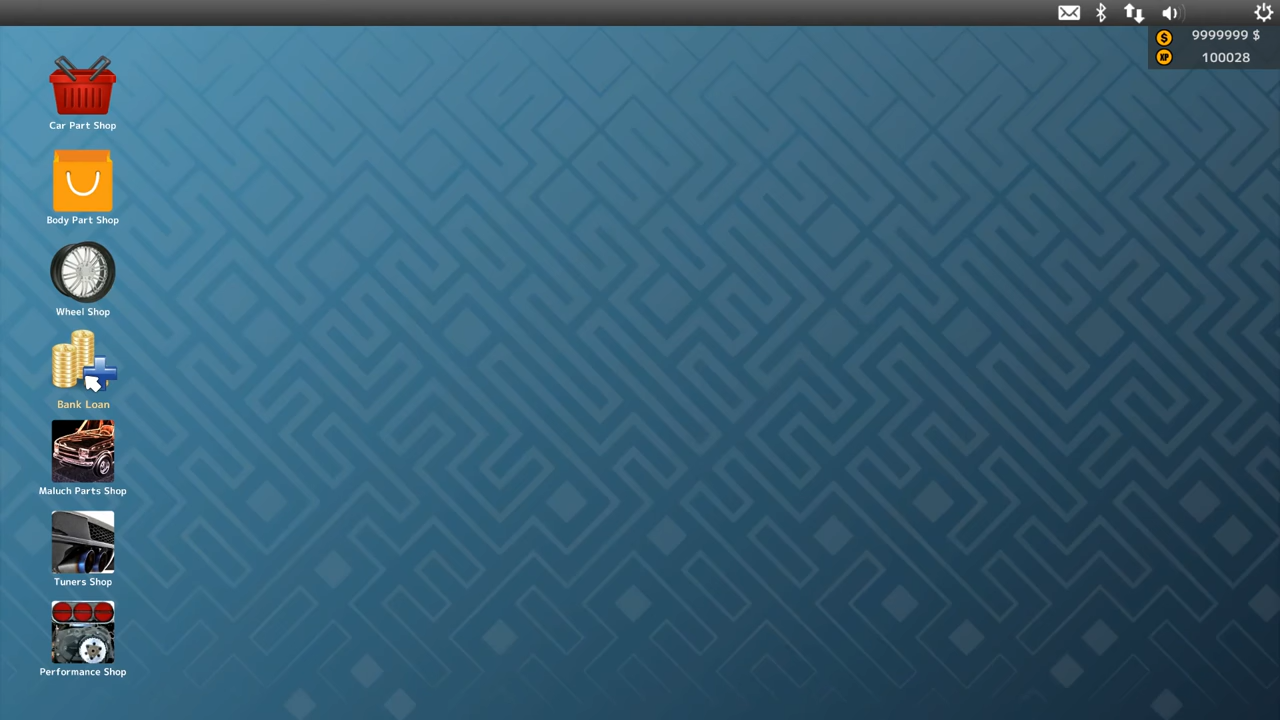 9999999 $
XP 100028
Car Part Shop
Body Part Shop
Wheel Shop
Bank Loan
Maluch Parts Shop
Tuners Shop
Performance Shop